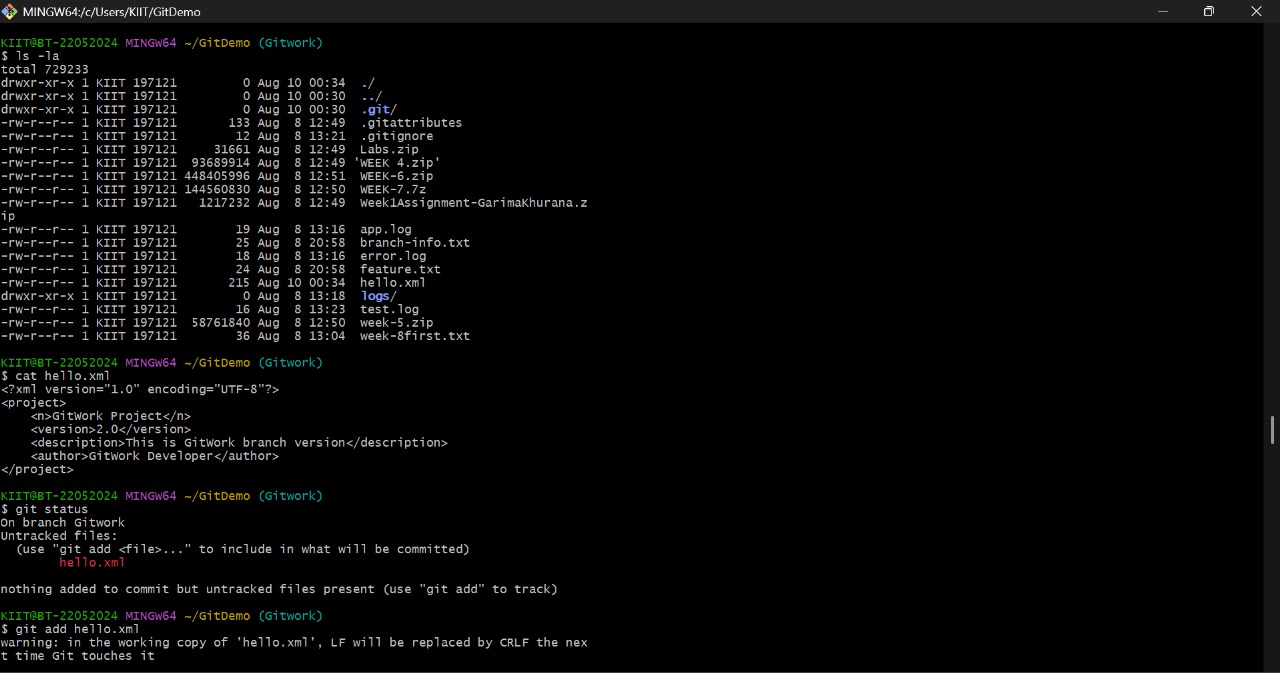 MINGW64:/c/Users/KIIT/GitDemo
KIIT@BT-22052024 MINGW64 ~/GitDemo (Gitwork)
$ ls -la
total 729233
drwxr-xr-x 1 KIIT 197121         0 Aug 10 00:34 ./
drwxr-xr-x 1 KIIT 197121         0 Aug 10 00:30 ../
drwxr-xr-x 1 KIIT 197121         0 Aug 10 00:30 .git/
-rw-r--r-- 1 KIIT 197121       133 Aug  8 12:49 .gitattributes
-rw-r--r-- 1 KIIT 197121        12 Aug  8 13:21 .gitignore
-rw-r--r-- 1 KIIT 197121     31661 Aug  8 12:49 Labs.zip
-rw-r--r-- 1 KIIT 197121  93689914 Aug  8 12:49 'WEEK 4.zip'
-rw-r--r-- 1 KIIT 197121 448405996 Aug  8 12:51 WEEK-6.zip
-rw-r--r-- 1 KIIT 197121 144560830 Aug  8 12:50 WEEK-7.7z
-rw-r--r-- 1 KIIT 197121   1217232 Aug  8 12:49 Week1Assignment-GarimaKhurana.z
ip
-rw-r--r-- 1 KIIT 197121        19 Aug  8 13:16 app.log
-rw-r--r-- 1 KIIT 197121        25 Aug  8 20:58 branch-info.txt
-rw-r--r-- 1 KIIT 197121        18 Aug  8 13:16 error.log
-rw-r--r-- 1 KIIT 197121        24 Aug  8 20:58 feature.txt
-rw-r--r-- 1 KIIT 197121       215 Aug 10 00:34 hello.xml
drwxr-xr-x 1 KIIT 197121         0 Aug  8 13:18 logs/
-rw-r--r-- 1 KIIT 197121        16 Aug  8 13:23 test.log
-rw-r--r-- 1 KIIT 197121  58761840 Aug  8 12:50 week-5.zip
-rw-r--r-- 1 KIIT 197121        36 Aug  8 13:04 week-8first.txt
KIIT@BT-22052024 MINGW64 ~/GitDemo (Gitwork)
$ cat hello.xml
<?xml version="1.0" encoding="UTF-8"?>
<project>
    <n>GitWork Project</n>
    <version>2.0</version>
    <description>This is GitWork branch version</description>
    <author>GitWork Developer</author>
</project>
KIIT@BT-22052024 MINGW64 ~/GitDemo (Gitwork)
$ git status
On branch Gitwork
Untracked files:
  (use "git add <file>..." to include in what will be committed)
        hello.xml
nothing added to commit but untracked files present (use "git add" to track)
KIIT@BT-22052024 MINGW64 ~/GitDemo (Gitwork)
$ git add hello.xml
warning: in the working copy of 'hello.xml', LF will be replaced by CRLF the nex
t time Git touches it